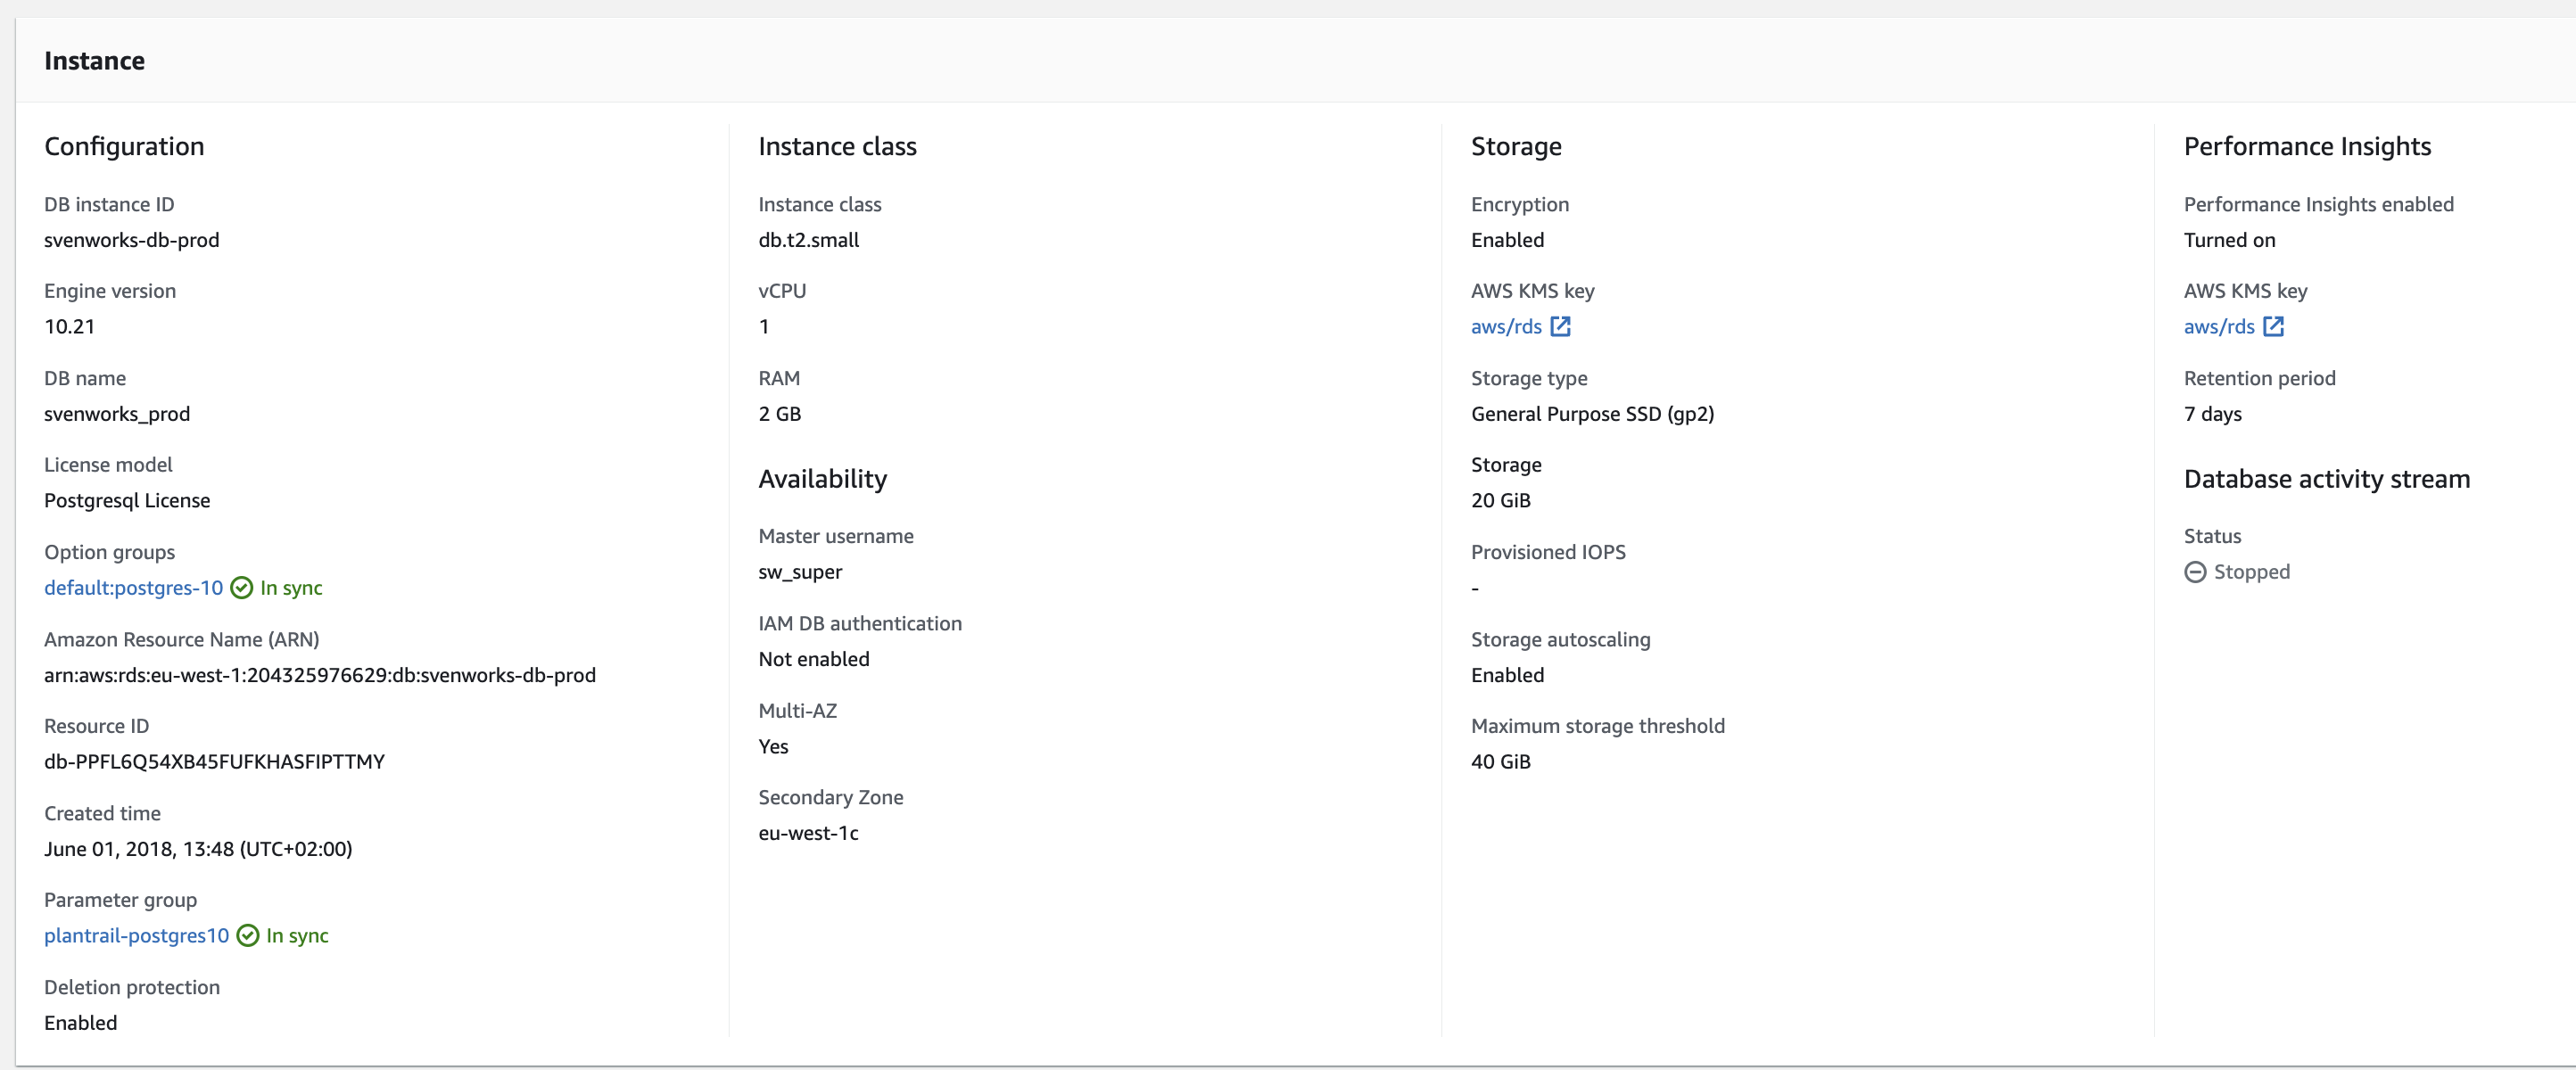 Instance
Configuration
DB instance ID
svenworks-db-prod
Engine version
10.21
DB name
svenworks_prod
License model
Postgresql License
Option groups
default:postgres-10 In sync
Amazon Resource Name (ARN)
arn:aws:rds:eu-west-1:204325976629:db:svenworks-db-prod
Resource ID
db-PPFL6Q54XB45FUFKHASFIPTTMY
Created time
June 01, 2018, 13:48 (UTC+02:00)
Parameter group
plantrail-postgres10 In sync
Deletion protection
Enabled
Instance class
Instance class
db.t2.small
vCPU
1
RAM
2 GB
Availability
Master username
sw_super
IAM DB authentication
Not enabled
Multi-AZ
Yes
Secondary Zone
eu-west-1c
Storage
Encryption
Enabled
AWS KMS key
aws/rds
Storage type
General Purpose SSD (gp2)
Storage
20 GiB
Provisioned IOPS
-
Storage autoscaling
Enabled
Maximum storage threshold
40 GiB
Performance Insights
Performance Insights enabled
Turned on
AWS KMS key
aws/rds
Retention period
7 days
Database activity stream
Status
Stopped